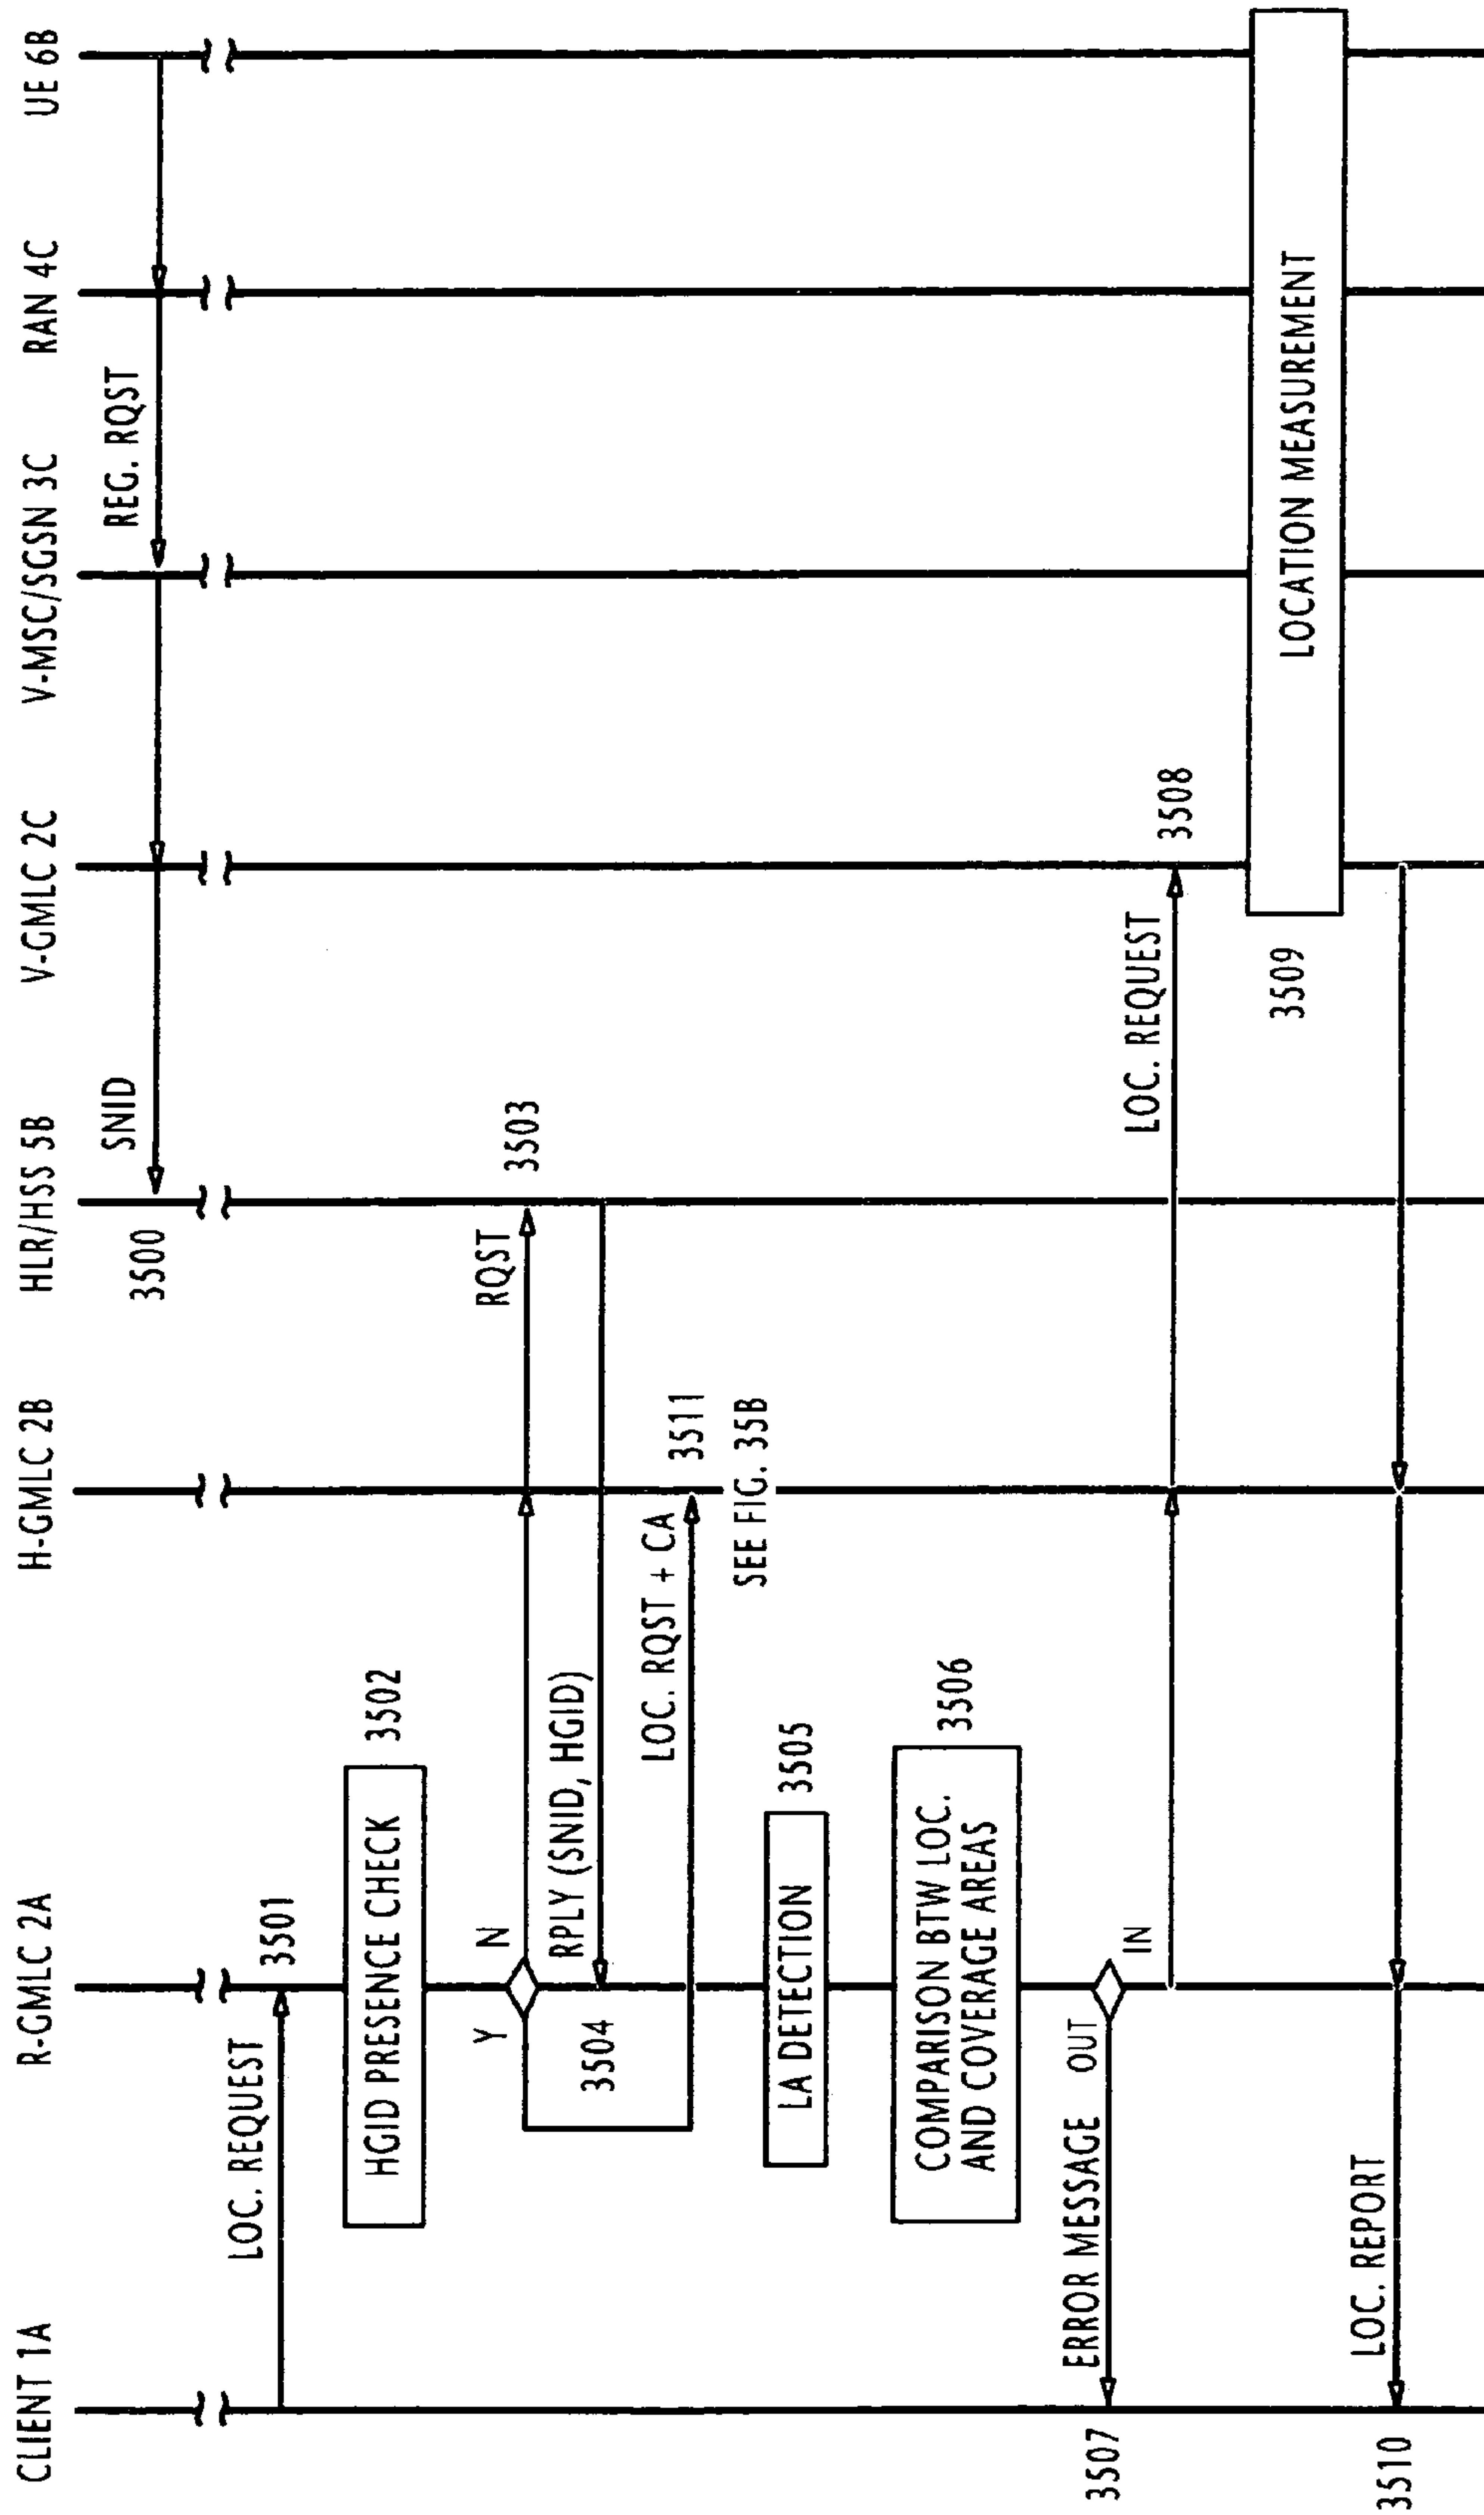 CLIENT 1A
R-GMLC 2A
H-GMLC 2B
HLR/HSS 5B
V-GMLC 2C
V-MSC/SGSN 3C
RAN 4C
UE 6B
3500
SNID
REG. RQST
LOC. REQUEST
3501
HGID PRESENCE CHECK
3502
Y
N
RQST
3503
3504
RPLY (SNID, HGID)
LOC. RQST + CA
3511
SEE FIG. 35B
LA DETECTION
3505
COMPARISON BTW LOC.
AND COVERAGE AREAS
3506
3507
ERROR MESSAGE
OUT
IN
LOC. REQUEST
3508
3509
LOCATION MEASUREMENT
3510
LOC. REPORT